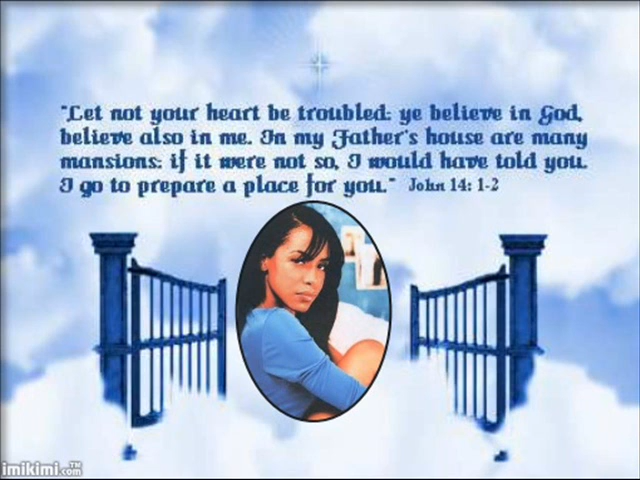 "Let not your heart be troubled: ye believe in God,
believe also in me. In my Father's house are many
mansions: if it were not so, I would have told you.
I go to prepare a place for you." John 14: 1-2
imikimi.com™